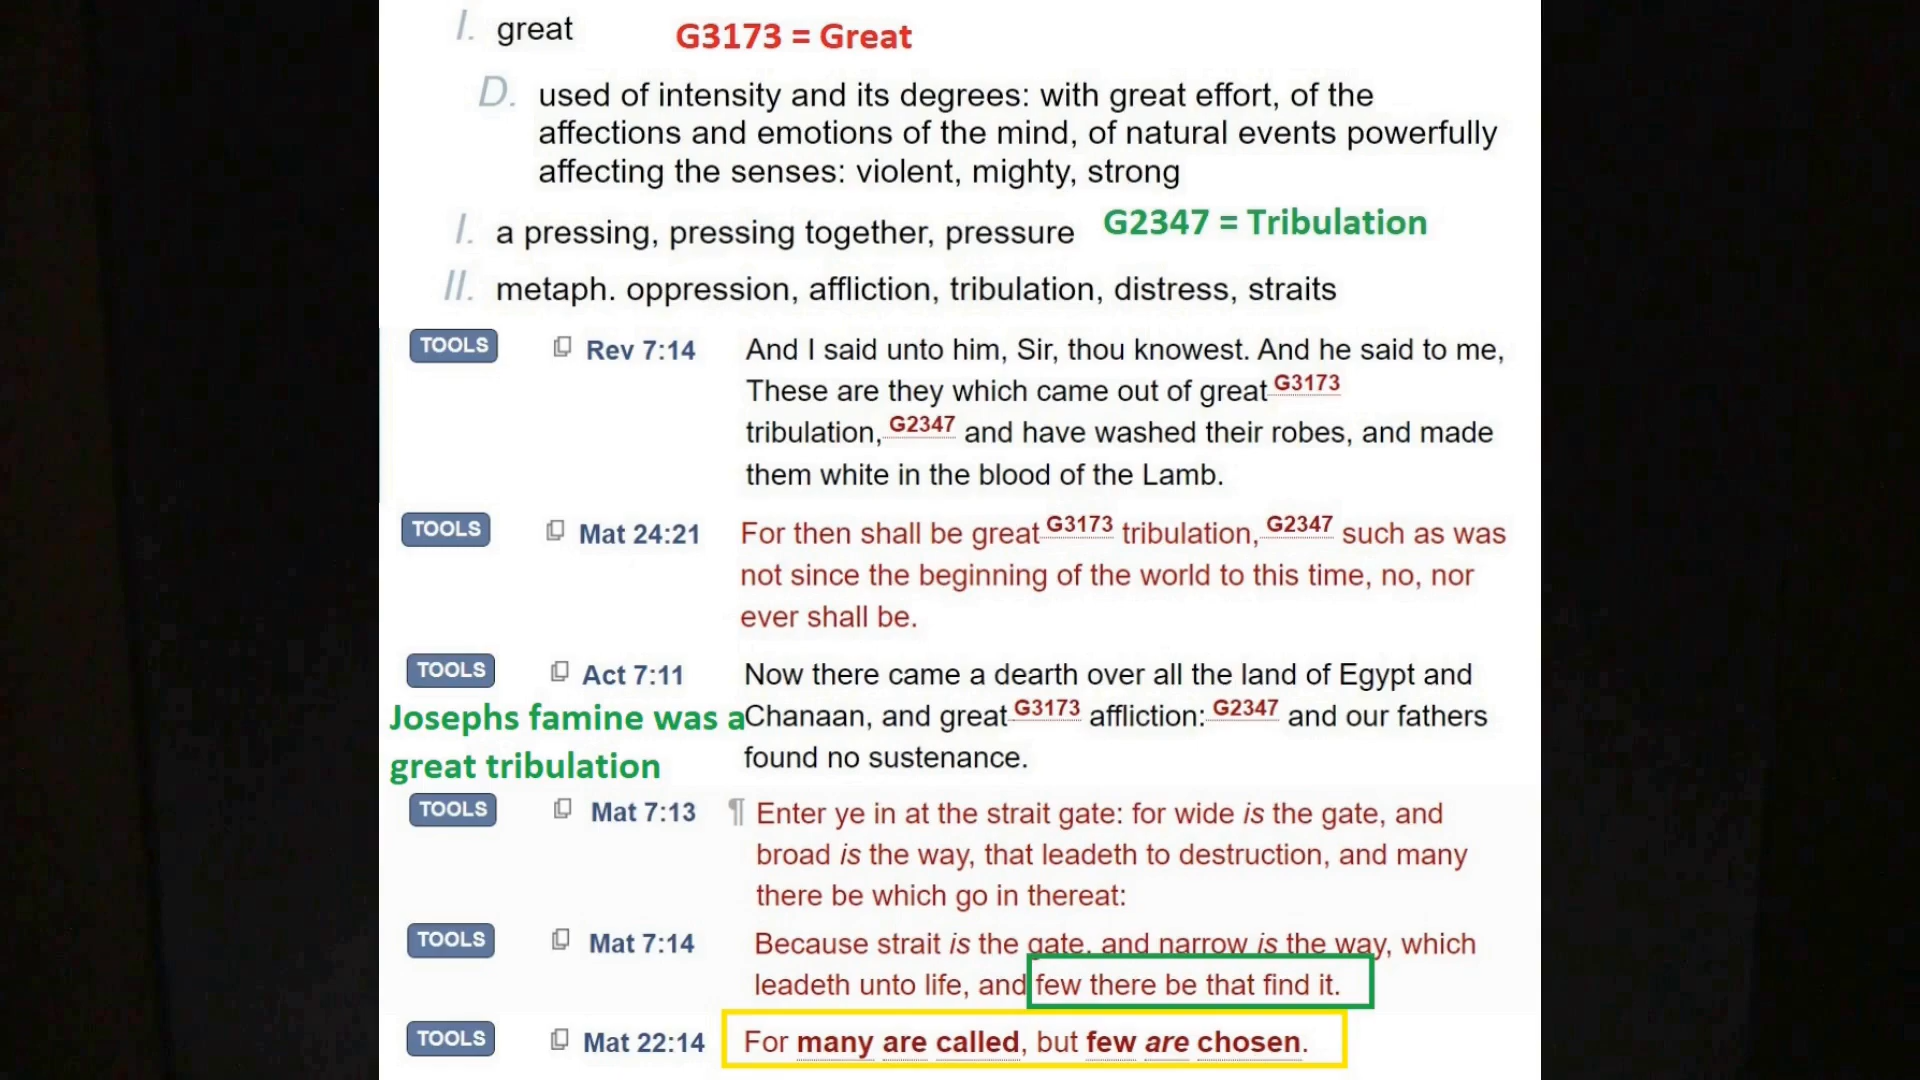 I. great G3173 = Great
D. used of intensity and its degrees: with great effort, of the
affections and emotions of the mind, of natural events powerfully
affecting the senses: violent, mighty, strong
I. a pressing, pressing together, pressure G2347 = Tribulation
II. metaph. oppression, affliction, tribulation, distress, straits
TOOLS Rev 7:14 And I said unto him, Sir, thou knowest. And he said to me,
These are they which came out of great G3173
tribulation, G2347 and have washed their robes, and made
them white in the blood of the Lamb.
TOOLS Mat 24:21 For then shall be great G3173 tribulation, G2347 such as was
not since the beginning of the world to this time, no, nor
ever shall be.
TOOLS Act 7:11 Now there came a dearth over all the land of Egypt and
Chanaan, and great G3173 affliction: G2347 and our fathers
found no sustenance.
Josephs famine was a
great tribulation
TOOLS Mat 7:13 ¶ Enter ye in at the strait gate: for wide is the gate, and
broad is the way, that leadeth to destruction, and many
there be which go in thereat:
TOOLS Mat 7:14 Because strait is the gate, and narrow is the way, which
leadeth unto life, and few there be that find it.
TOOLS Mat 22:14 For many are called, but few are chosen.